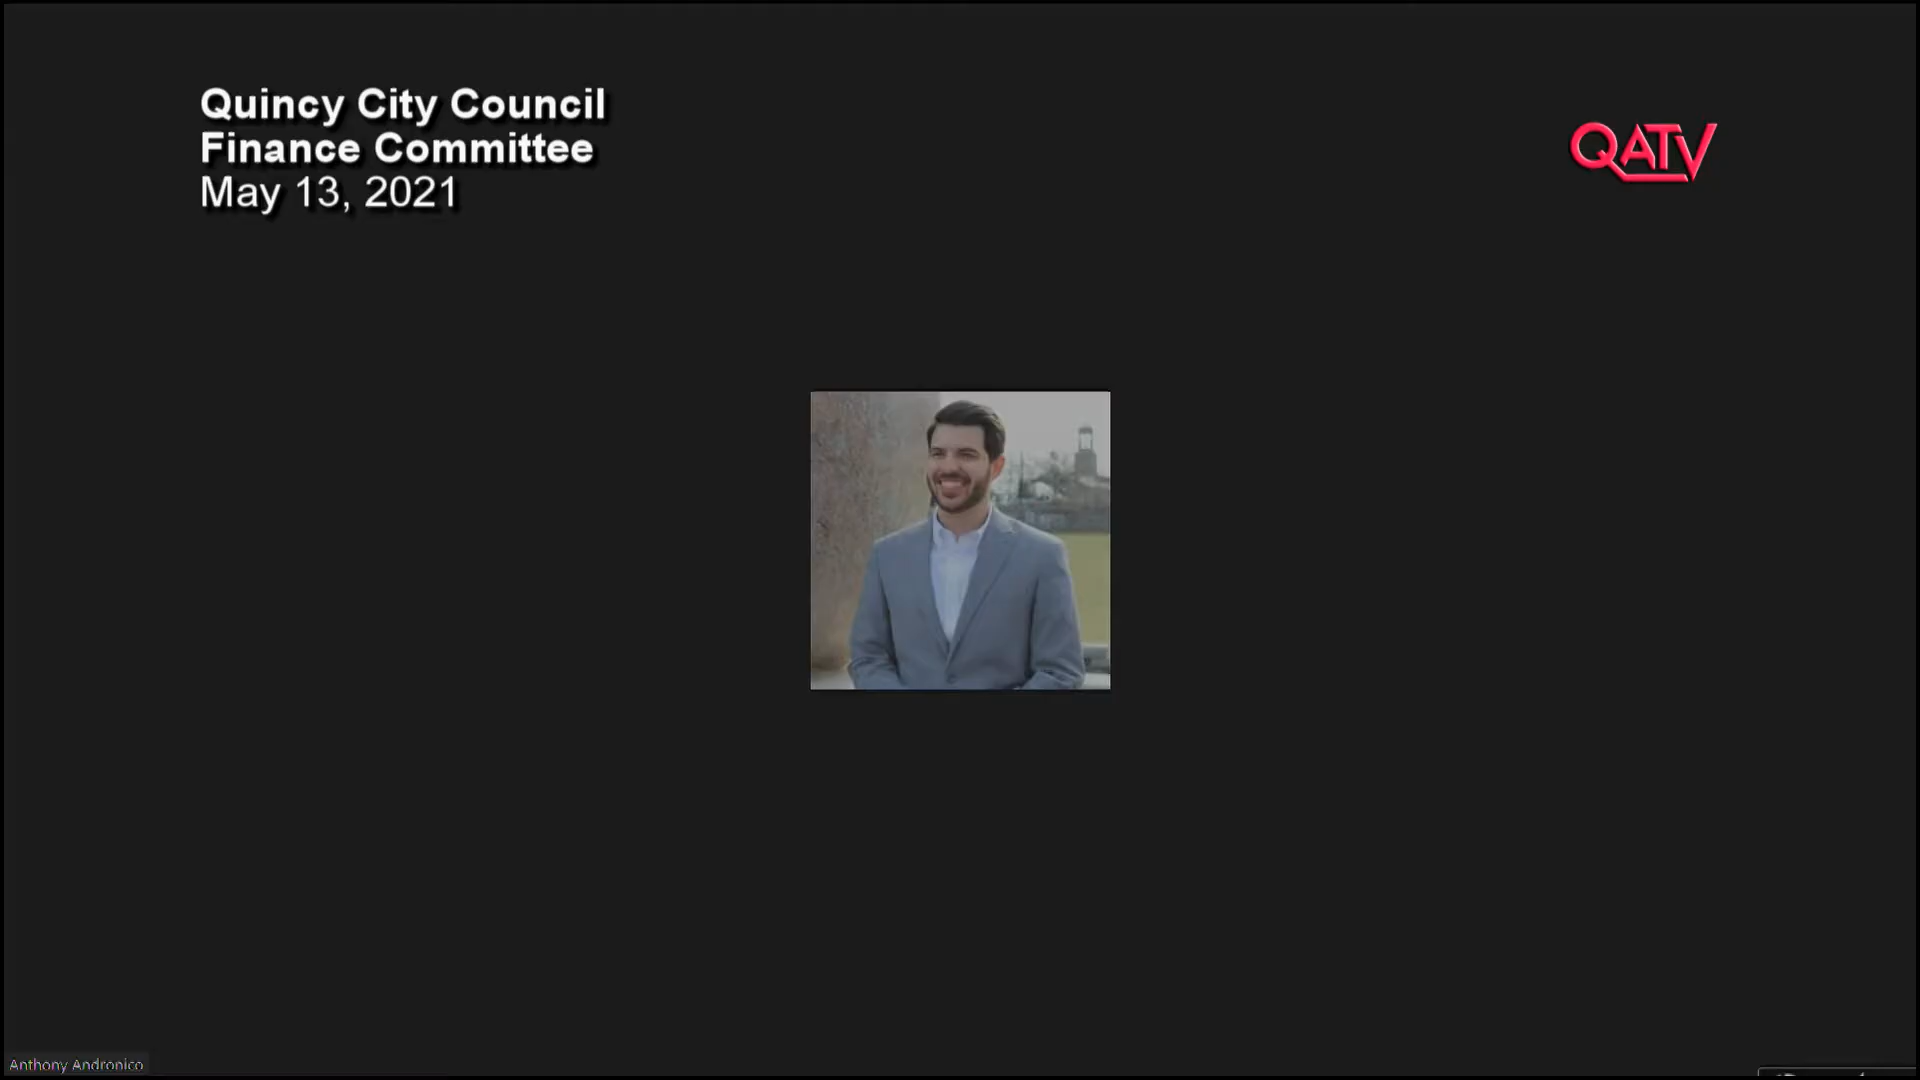 Quincy City Council
Finance Committee
May 13, 2021
QATV
Anthony Andronico